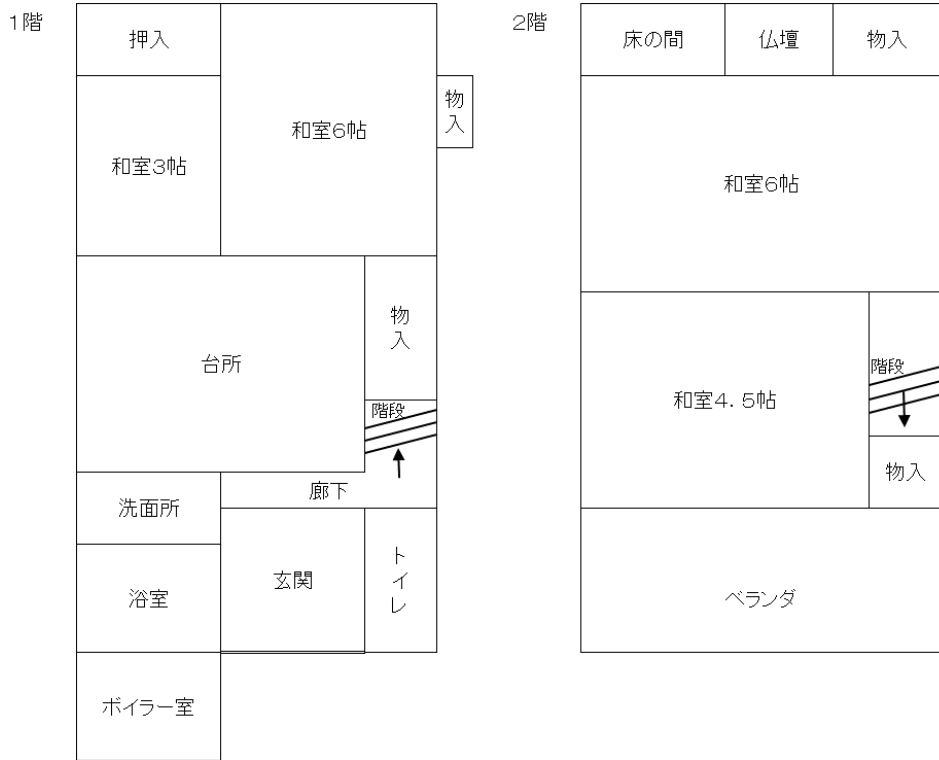 1階
押入
和室6帖
物入
和室3帖
台所
物入
階段
廊下
洗面所
浴室
玄関
トイレ
ボイラー室
2階
床の間
仏壇
物入
和室6帖
和室4.5帖
階段
物入
ベランダ